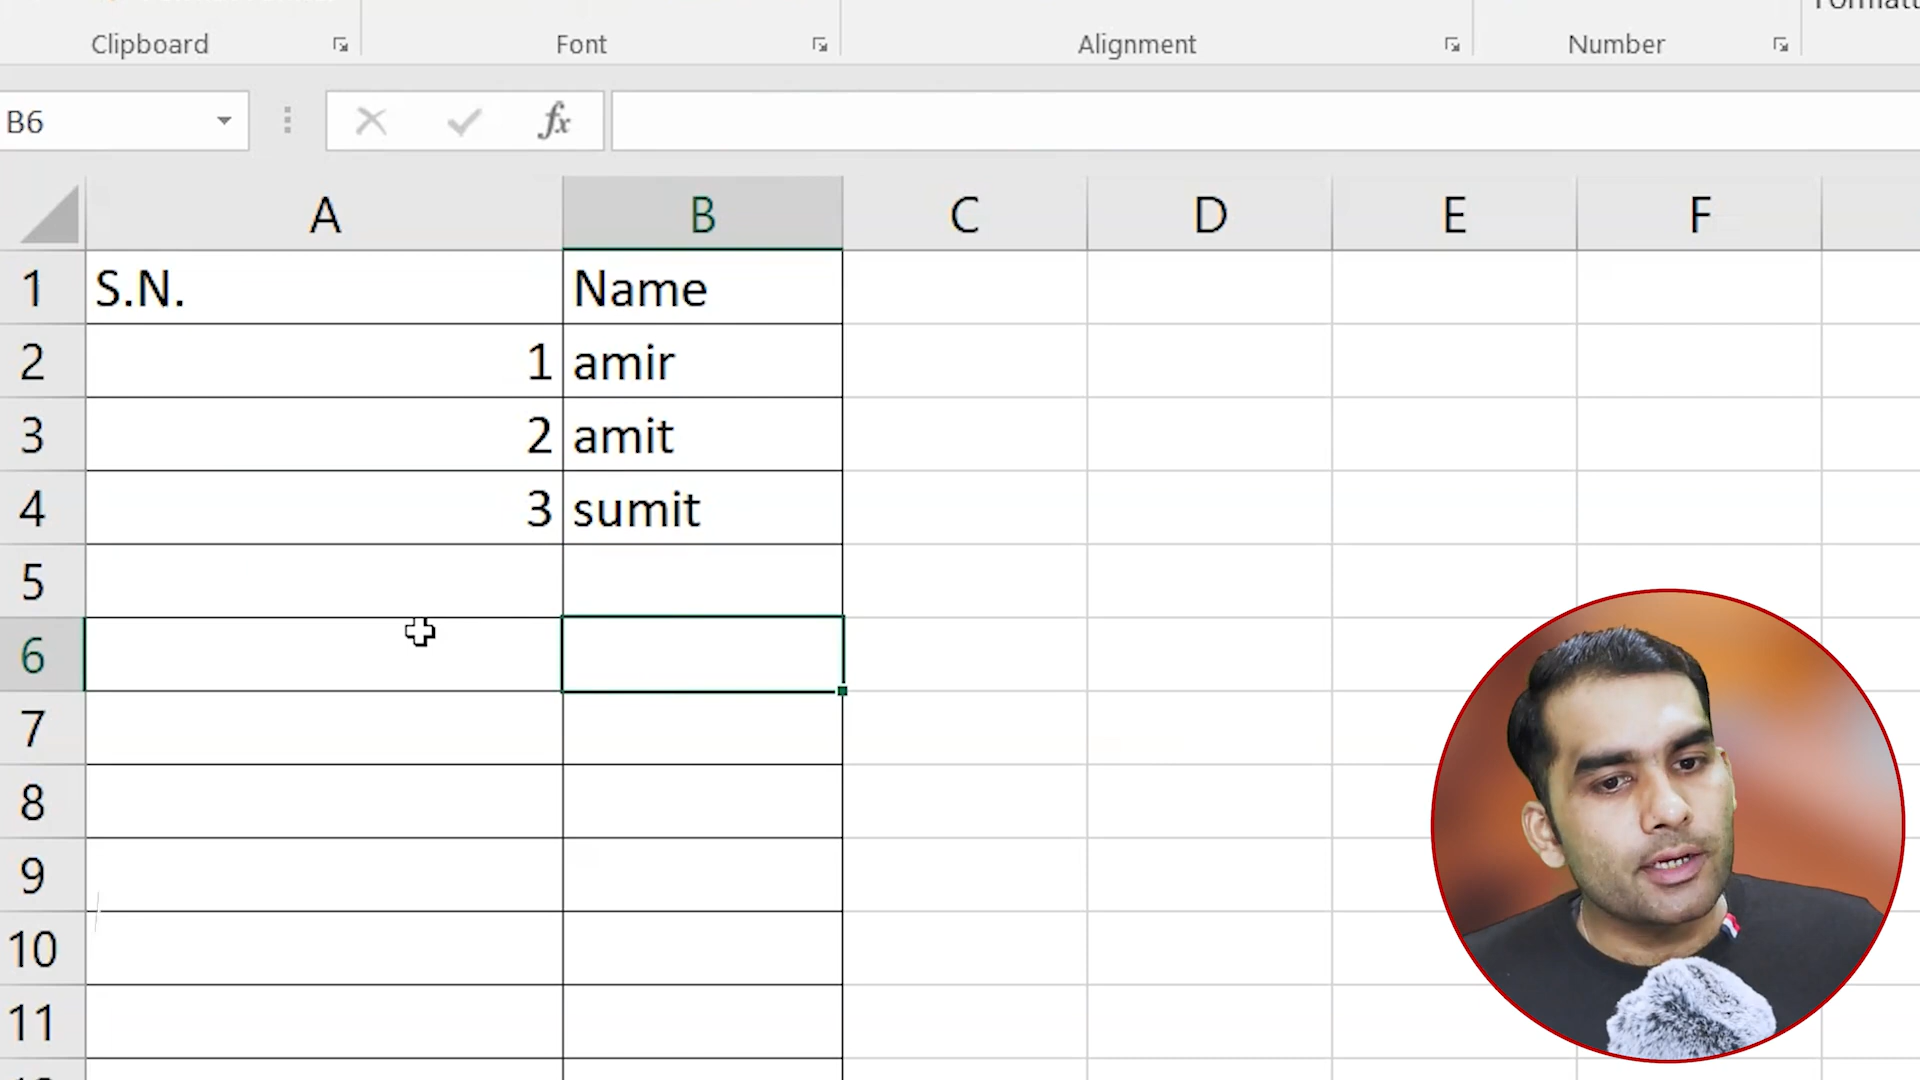 Clipboard Font Alignment Number
B6 fx
A B C D E F
1 S.N. Name
2 1 amir
3 2 amit
4 3 sumit
5
6
7
8
9
10
11